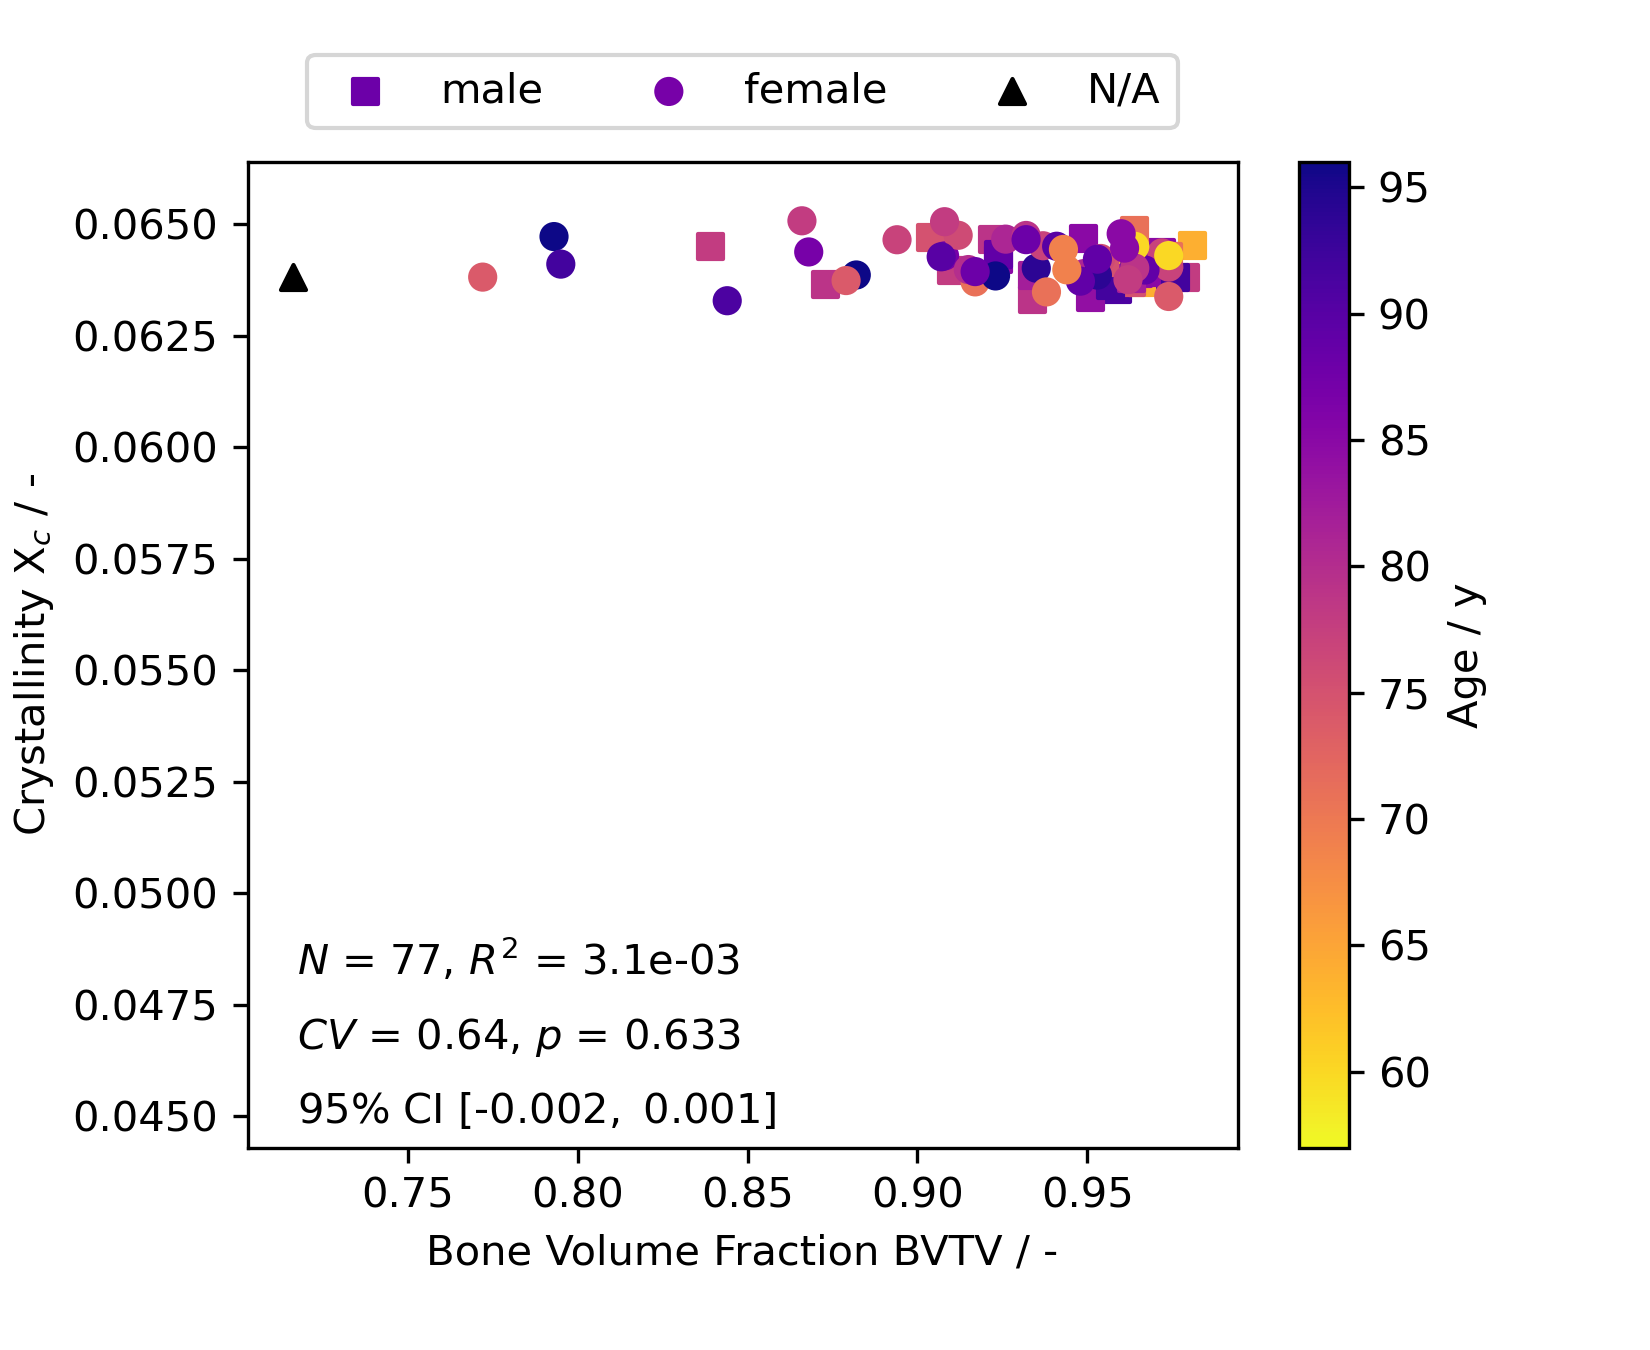 male female N/A
0.0650
0.0625
0.0600
0.0575
0.0550
0.0525
0.0500
0.0475
0.0450
Crystallinity X_c / -
N = 77, R² = 3.1e-03
CV = 0.64, p = 0.633
95% CI [-0.002, 0.001]
0.75 0.80 0.85 0.90 0.95
Bone Volume Fraction BVTV / -
95
90
85
80
75
70
65
60
Age / y